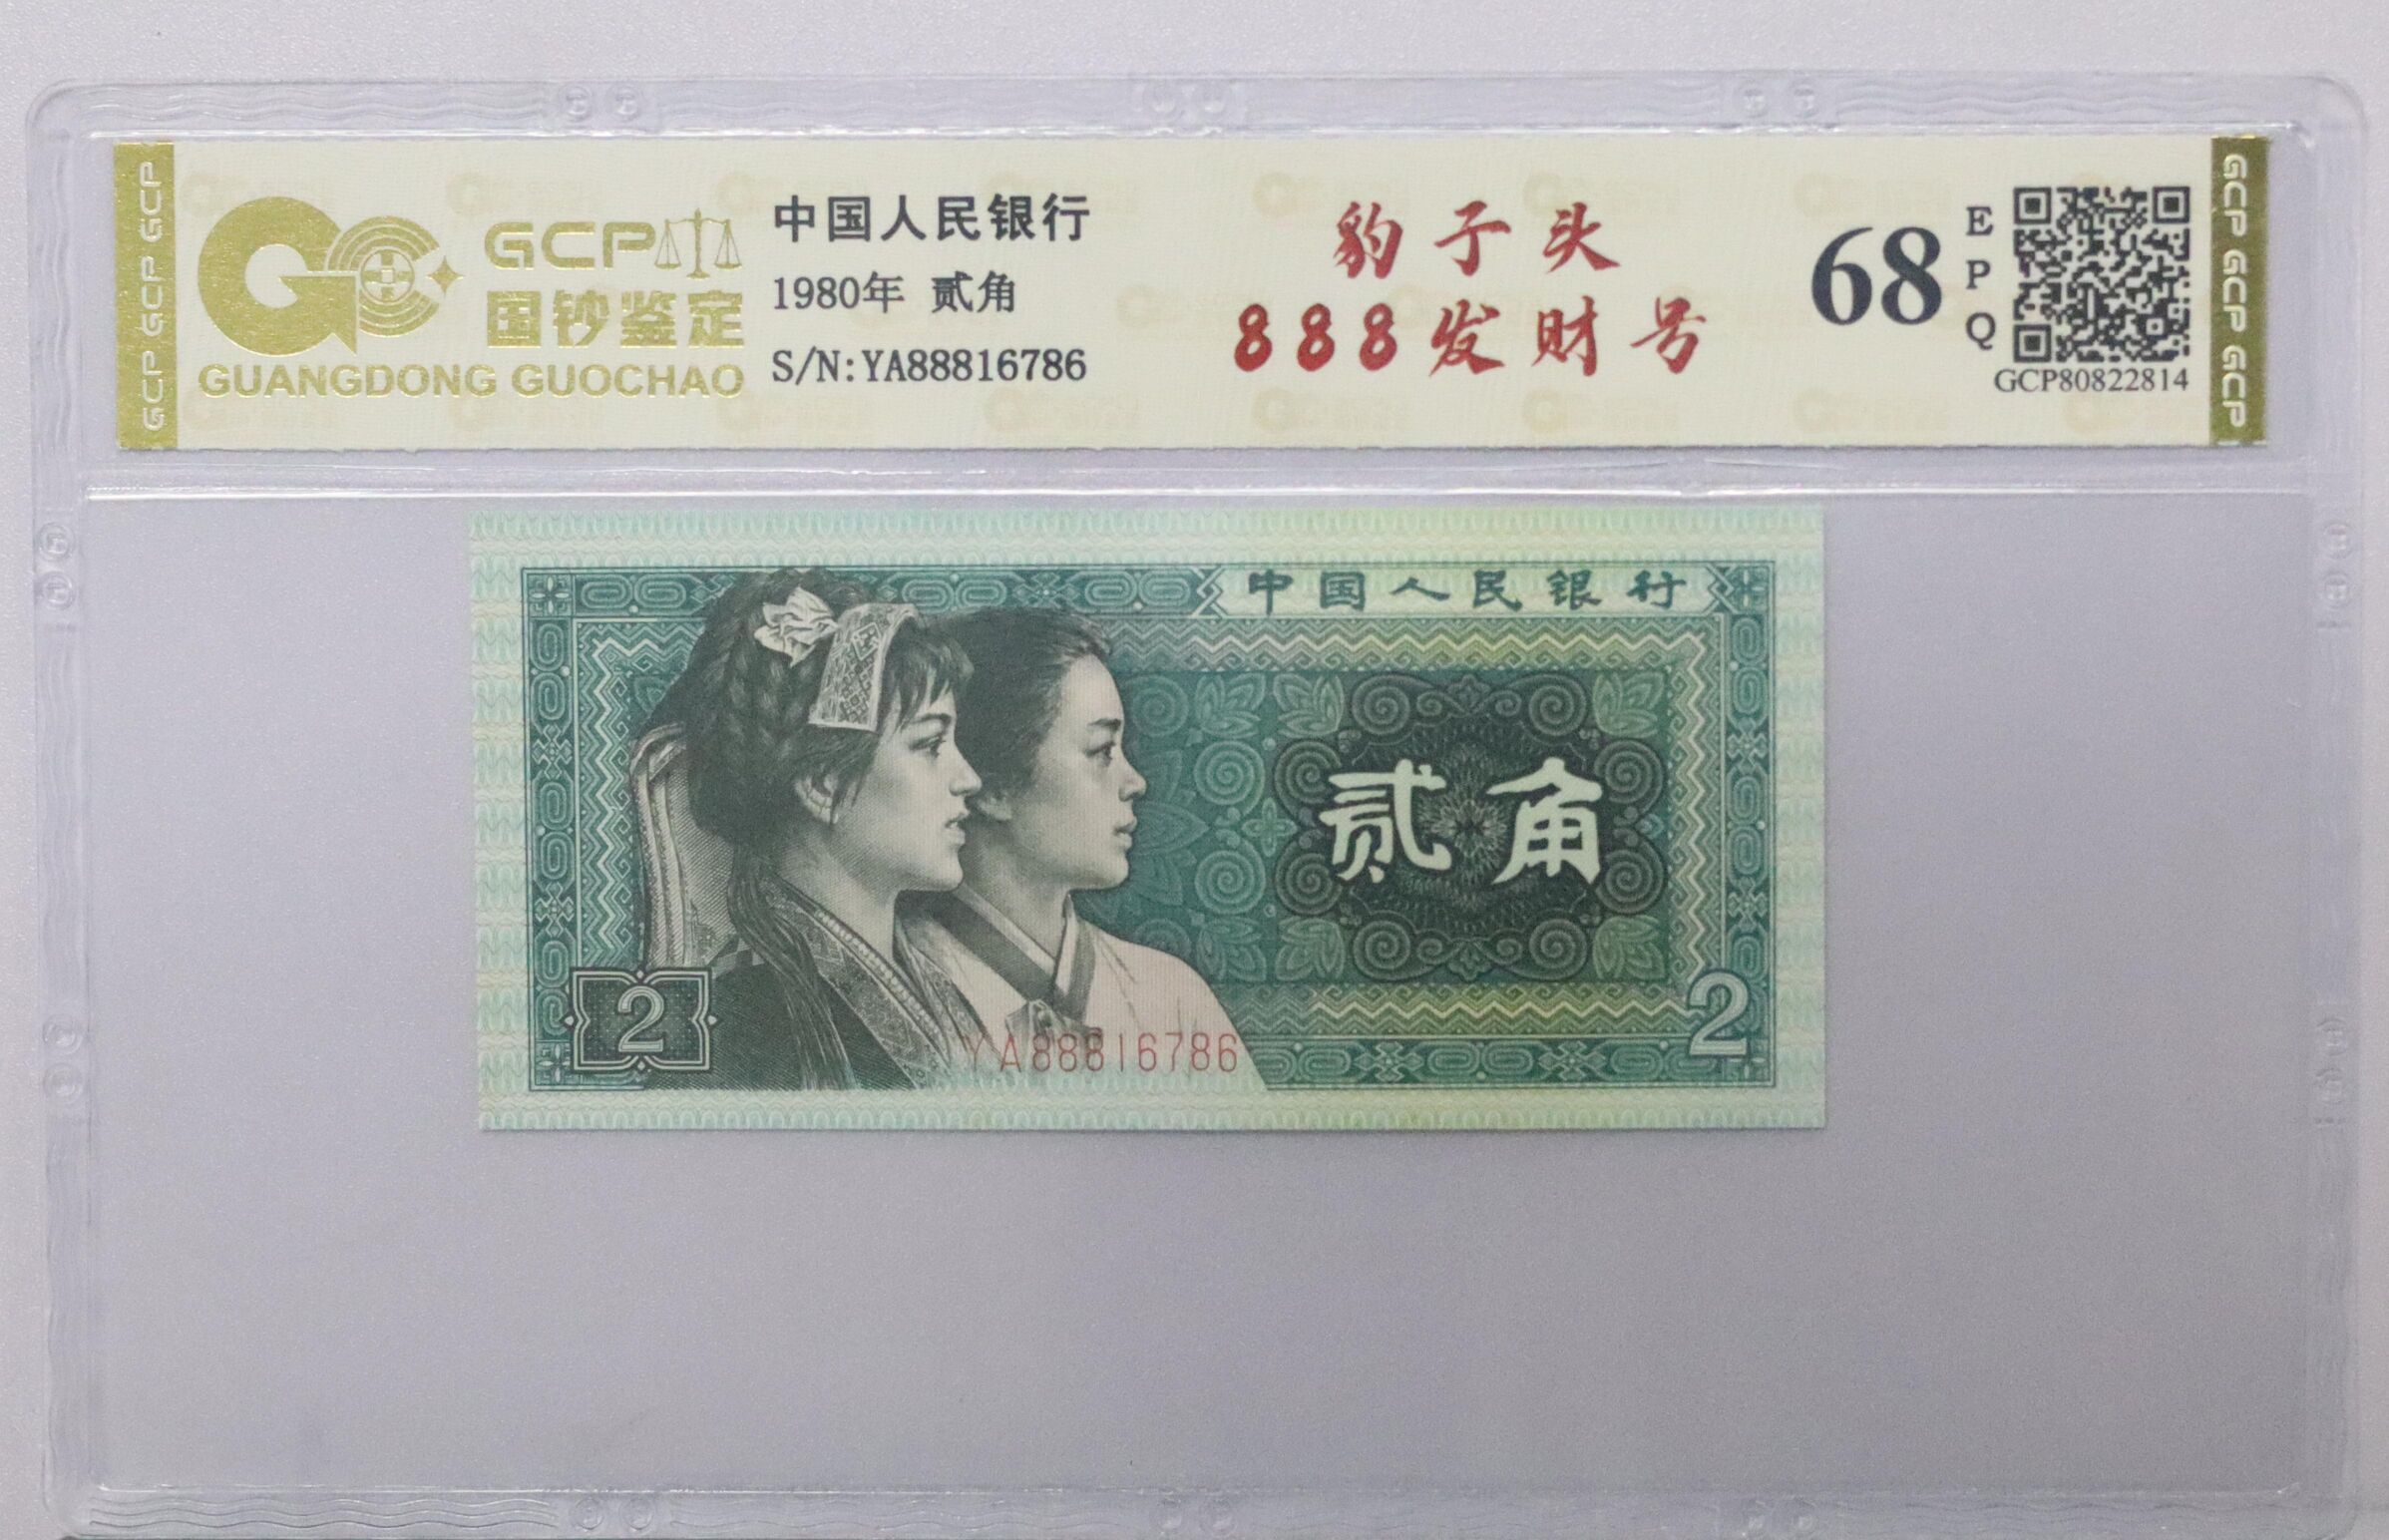 GCP GCP GCP
GCP
国钞鉴定
GUANGDONG GUOCHAO
中国人民银行
1980年 贰角
S/N:YA88816786
豹子头
888发财号
68
EPQ
GCP80822814
GCP GCP GCP
中国人民银行
贰角
2
YA88816786
2